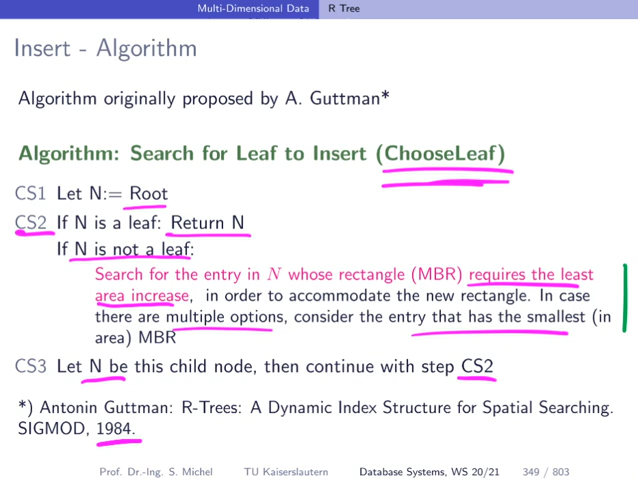 Multi-Dimensional Data R Tree
Insert - Algorithm
Algorithm originally proposed by A. Guttman*
Algorithm: Search for Leaf to Insert (ChooseLeaf)
CS1 Let N:= Root
CS2 If N is a leaf: Return N
If N is not a leaf:
Search for the entry in N whose rectangle (MBR) requires the least
area increase, in order to accommodate the new rectangle. In case
there are multiple options, consider the entry that has the smallest (in
area) MBR
CS3 Let N be this child node, then continue with step CS2
*) Antonin Guttman: R-Trees: A Dynamic Index Structure for Spatial Searching.
SIGMOD, 1984.
Prof. Dr.-Ing. S. Michel TU Kaiserslautern Database Systems, WS 20/21 349 / 803